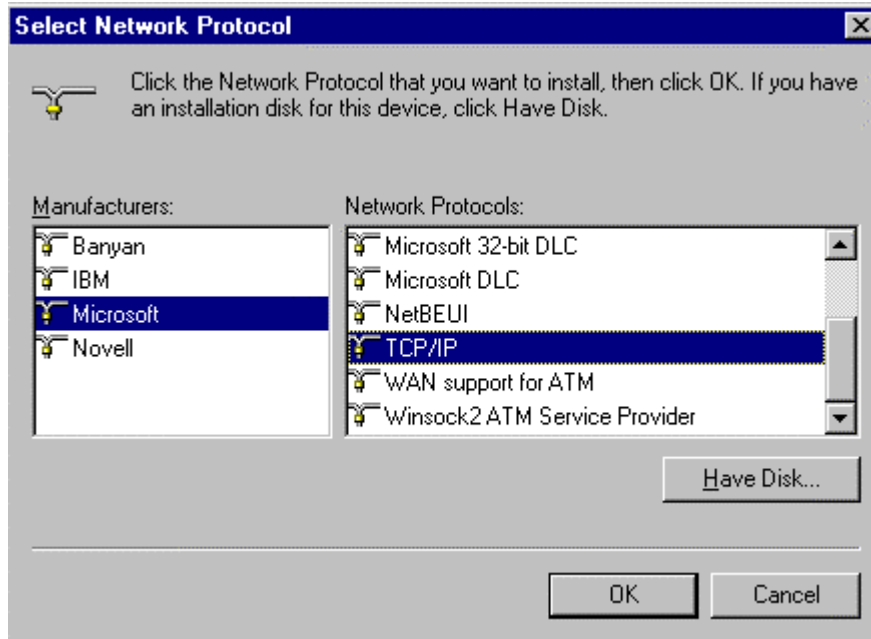 Select Network Protocol
Click the Network Protocol that you want to install, then click OK. If you have
an installation disk for this device, click Have Disk.
Manufacturers:
Banyan
IBM
Microsoft
Novell
Network Protocols:
Microsoft 32-bit DLC
Microsoft DLC
NetBEUI
TCP/IP
WAN support for ATM
Winsock2 ATM Service Provider
Have Disk...
OK
Cancel